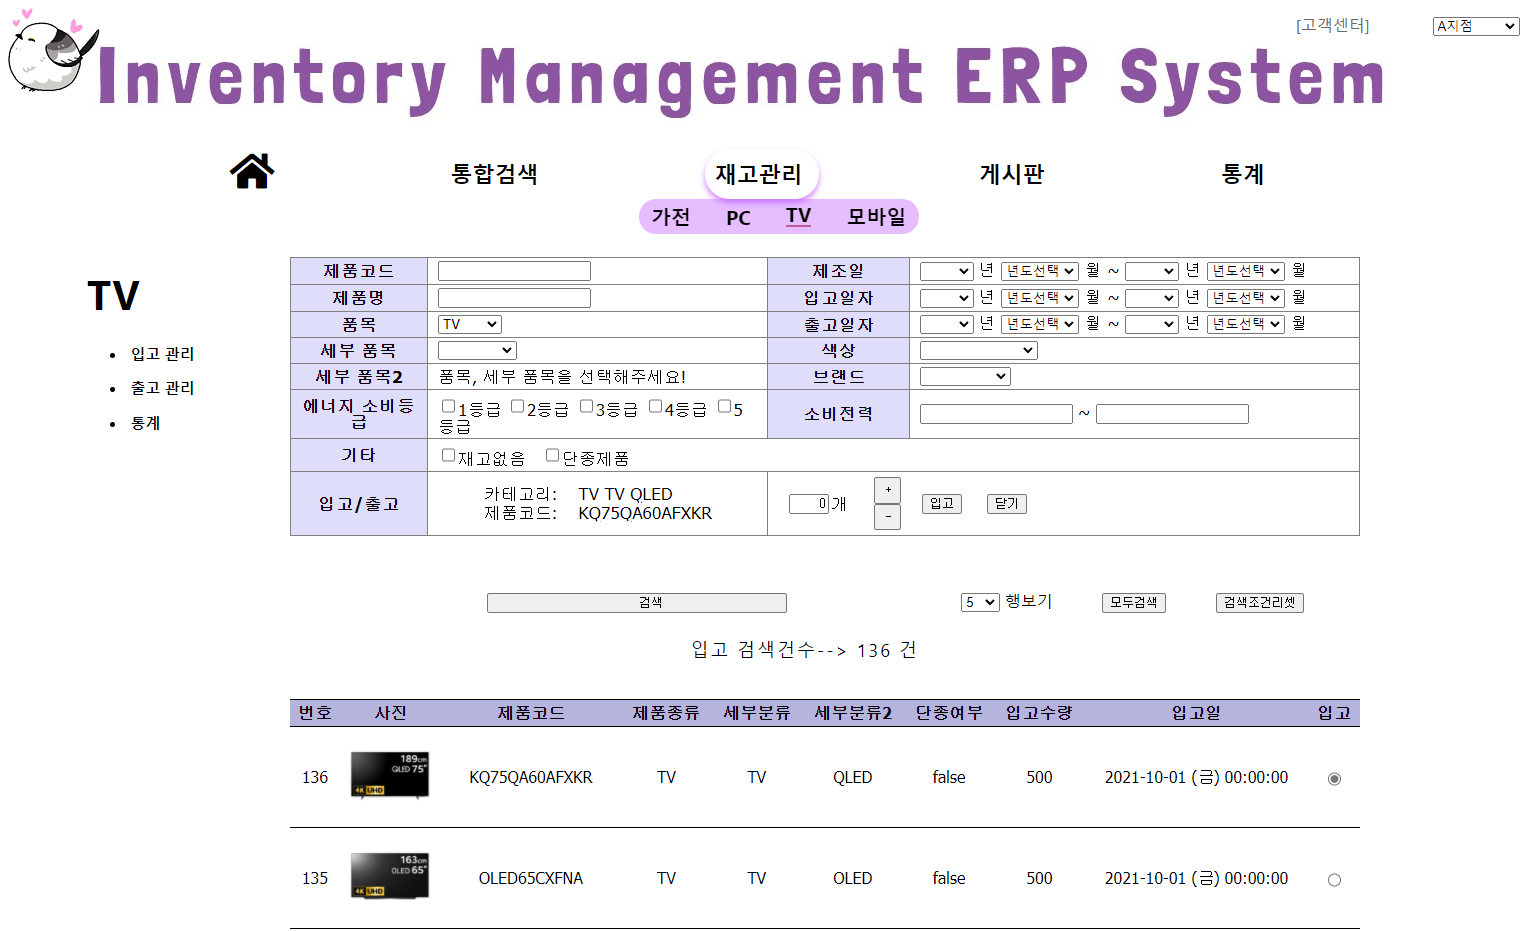 [고객센터] A지점
Inventory Management ERP System
통합검색 재고관리 게시판 통계
가전 PC TV 모바일
TV
입고 관리
출고 관리
통계
제품코드 제조일 년 년도선택 월 ~ 년 년도선택 월
제품명 입고일자 년 년도선택 월 ~ 년 년도선택 월
품목 TV 출고일자 년 년도선택 월 ~ 년 년도선택 월
세부 품목 색상
세부 품목2 품목, 세부 품목을 선택해주세요! 브랜드
에너지 소비등
급
1등급 2등급 3등급 4등급 5
등급
소비전력 ~
기타 재고없음 단종제품
입고/출고
카테고리: TV TV QLED
제품코드: KQ75QA60AFXKR
0 개 + - 입고 닫기
검색 5 행보기 모두검색 검색조건리셋
입고 검색건수--> 136 건
번호 사진 제품코드 제품종류 세부분류 세부분류2 단종여부 입고수량 입고일 입고
189cm
QLED 75"
4K UHD
136 KQ75QA60AFXKR TV TV QLED false 500 2021-10-01 (금) 00:00:00
163cm
OLED 65"
4K UHD
135 OLED65CXFNA TV TV OLED false 500 2021-10-01 (금) 00:00:00